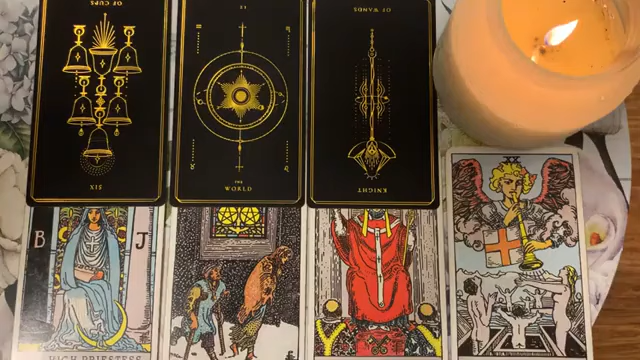 OF CUPS
OF WANDS
SIX
THE
WORLD
KNIGHT
XX
B J
HIGH PRIESTESS